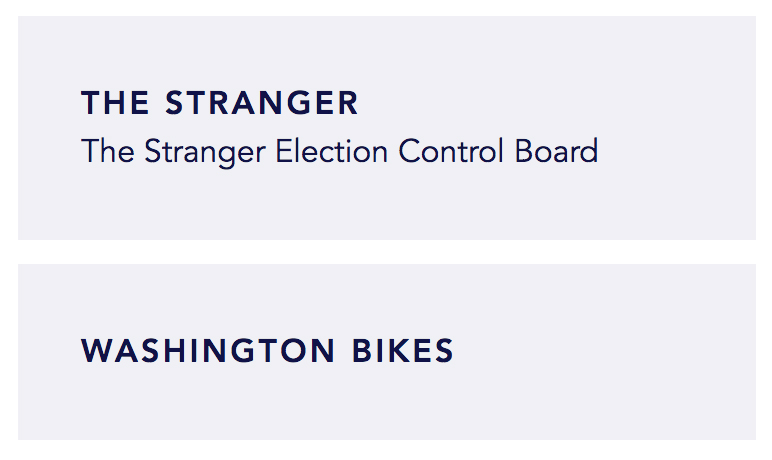 THE STRANGER
The Stranger Election Control Board
WASHINGTON BIKES